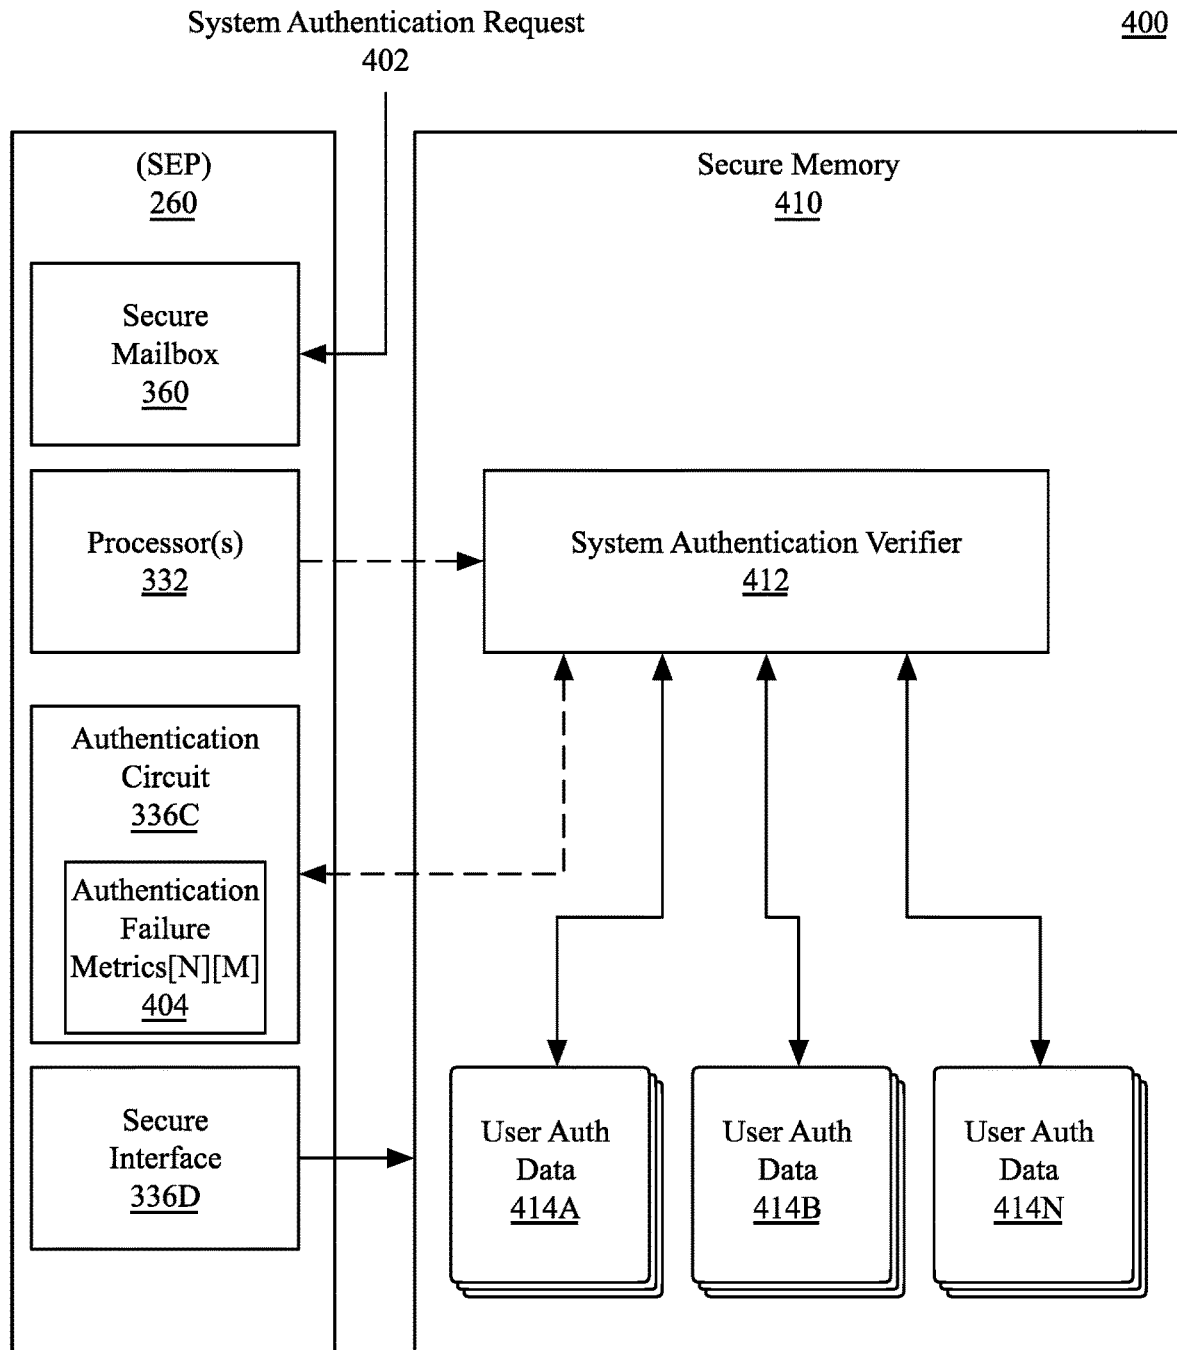 System Authentication Request
402
400
(SEP)
260
Secure
Mailbox
360
Processor(s)
332
Authentication
Circuit
336C
Authentication
Failure
Metrics[N][M]
404
Secure
Interface
336D
Secure Memory
410
System Authentication Verifier
412
User Auth
Data
414A
User Auth
Data
414B
User Auth
Data
414N